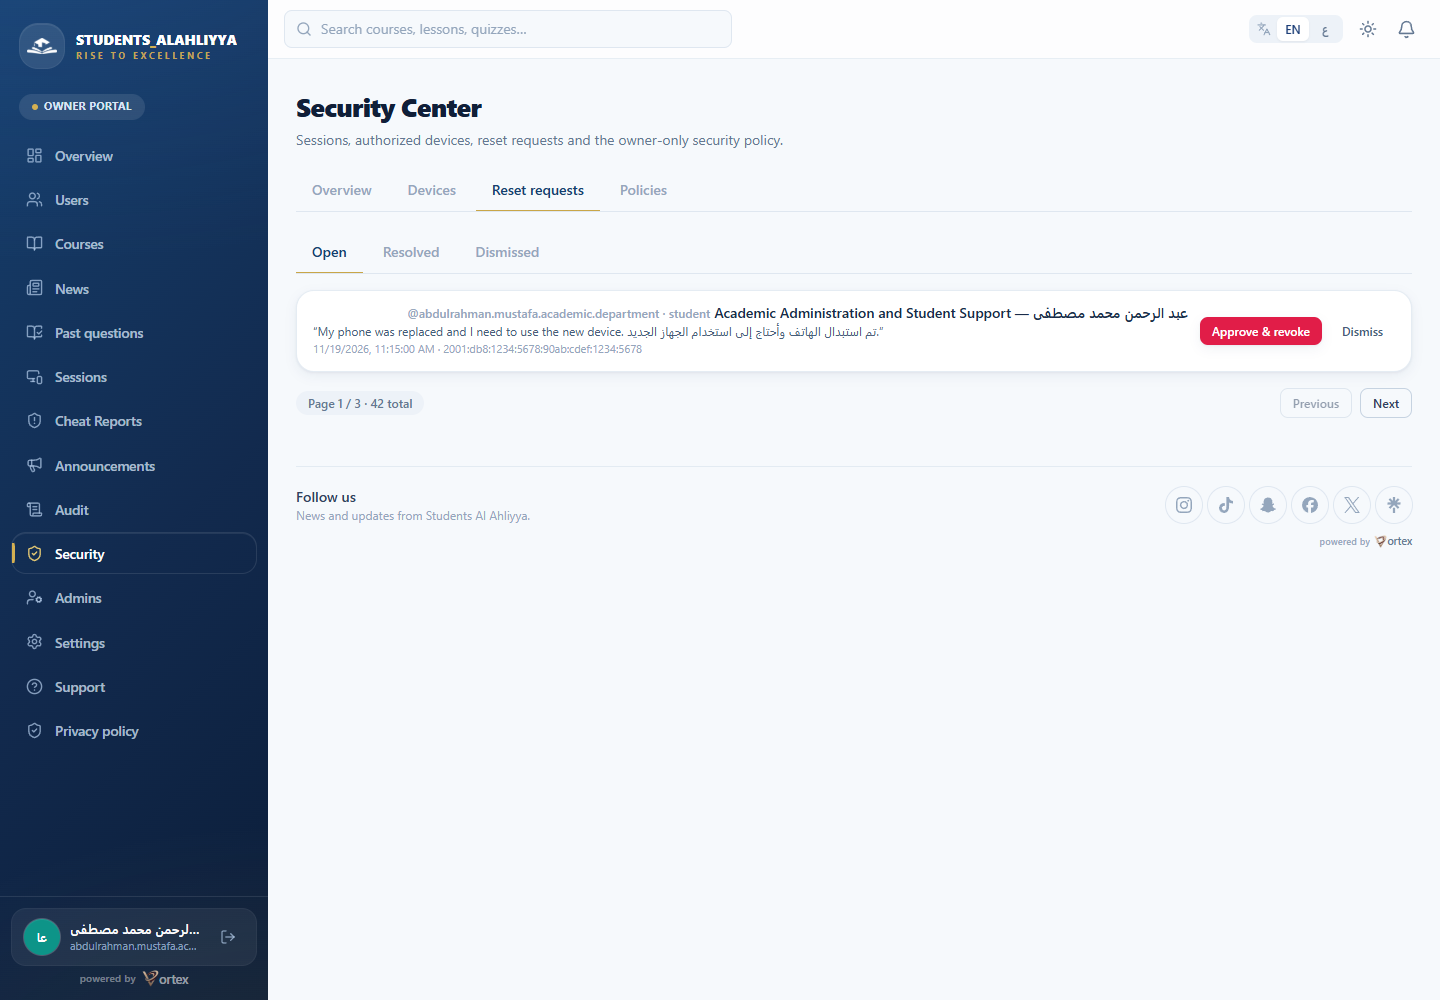 STUDENTS_ALAHLIYYA
RISE TO EXCELLENCE
OWNER PORTAL
Overview
Users
Courses
News
Past questions
Sessions
Cheat Reports
Announcements
Audit
Security
Admins
Settings
Support
Privacy policy
عا
الرحمن محمد مصطفى...
abdulrahman.mustafa.ac...
powered by Vortex
Search courses, lessons, quizzes...
EN
ع
Security Center
Sessions, authorized devices, reset requests and the owner-only security policy.
Overview
Devices
Reset requests
Policies
Open
Resolved
Dismissed
عبد الرحمن محمد مصطفى — Academic Administration and Student Support @abdulrahman.mustafa.academic.department · student
“My phone was replaced and I need to use the new device. تم استبدال الهاتف وأحتاج إلى استخدام الجهاز الجديد.”
11/19/2026, 11:15:00 AM · 2001:db8:1234:5678:90ab:cdef:1234:5678
Approve & revoke
Dismiss
Page 1 / 3 · 42 total
Previous
Next
Follow us
News and updates from Students Al Ahliyya.
powered by Vortex